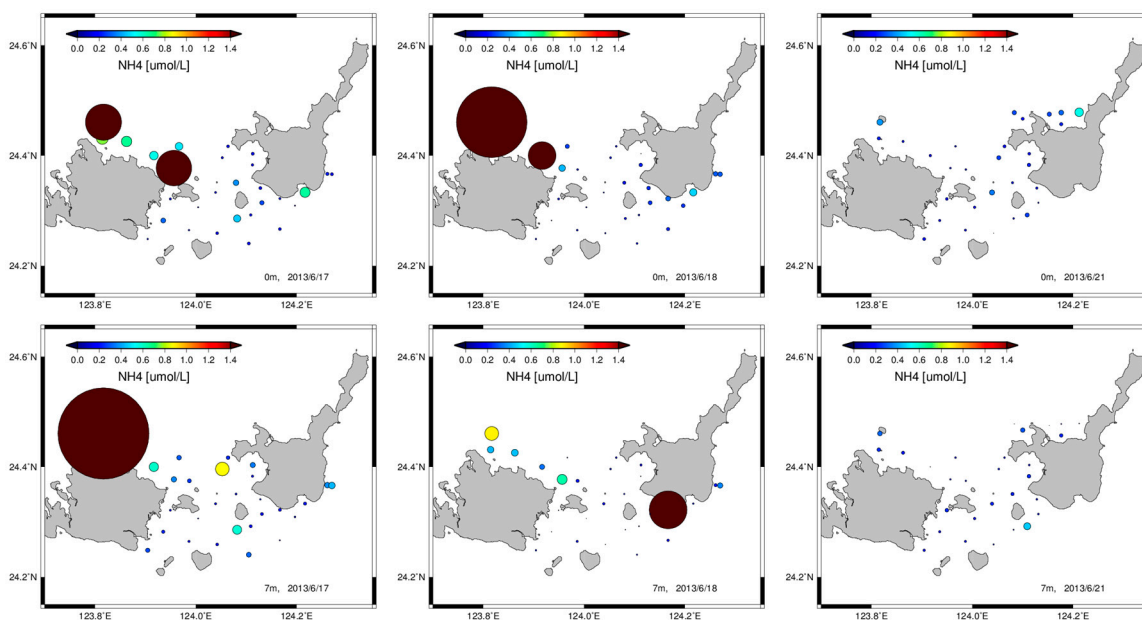 0.0 0.2 0.4 0.6 0.8 1.0 1.2 1.4
NH4 [umol/L]
24.6˚N
24.4˚N
24.2˚N
0m, 2013/6/17
123.8˚E 124.0˚E 124.2˚E
0.0 0.2 0.4 0.6 0.8 1.0 1.2 1.4
NH4 [umol/L]
24.6˚N
24.4˚N
24.2˚N
0m, 2013/6/18
123.8˚E 124.0˚E 124.2˚E
0.0 0.2 0.4 0.6 0.8 1.0 1.2 1.4
NH4 [umol/L]
24.6˚N
24.4˚N
24.2˚N
0m, 2013/6/21
123.8˚E 124.0˚E 124.2˚E
0.0 0.2 0.4 0.6 0.8 1.0 1.2 1.4
NH4 [umol/L]
24.6˚N
24.4˚N
24.2˚N
7m, 2013/6/17
123.8˚E 124.0˚E 124.2˚E
0.0 0.2 0.4 0.6 0.8 1.0 1.2 1.4
NH4 [umol/L]
24.6˚N
24.4˚N
24.2˚N
7m, 2013/6/18
123.8˚E 124.0˚E 124.2˚E
0.0 0.2 0.4 0.6 0.8 1.0 1.2 1.4
NH4 [umol/L]
24.6˚N
24.4˚N
24.2˚N
7m, 2013/6/21
123.8˚E 124.0˚E 124.2˚E